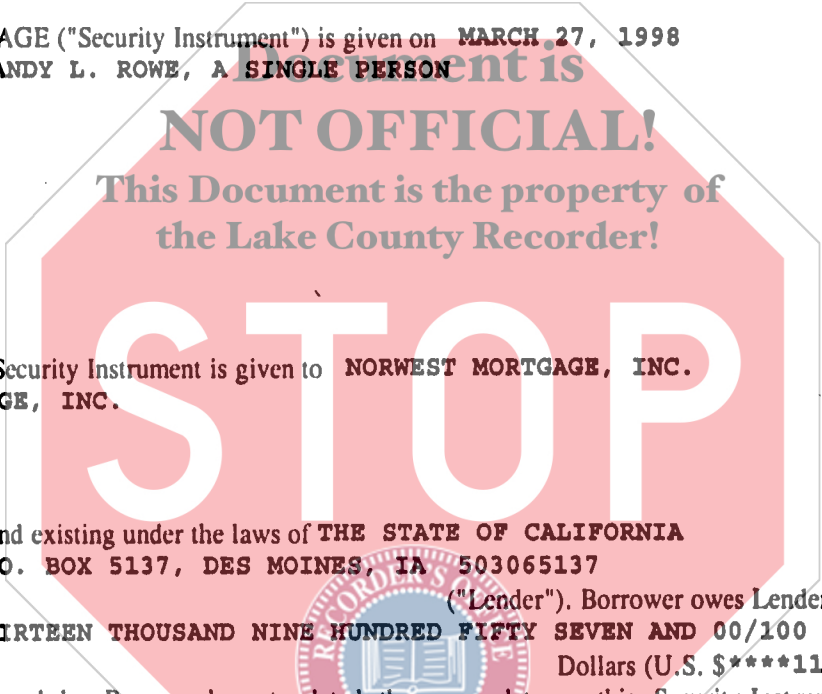 AGE ("Security Instrument") is given on MARCH 27, 1998
ANDY L. ROWE, A SINGLE PERSON
Document is
NOT OFFICIAL!
This Document is the property of
the Lake County Recorder!
STOP
Security Instrument is given to NORWEST MORTGAGE, INC.
GE, INC.
nd existing under the laws of THE STATE OF CALIFORNIA
O. BOX 5137, DES MOINES, IA 503065137
("Lender"). Borrower owes Lender
IRTEEN THOUSAND NINE HUNDRED FIFTY SEVEN AND 00/100
Dollars (U.S. $****11
RECORDER'S